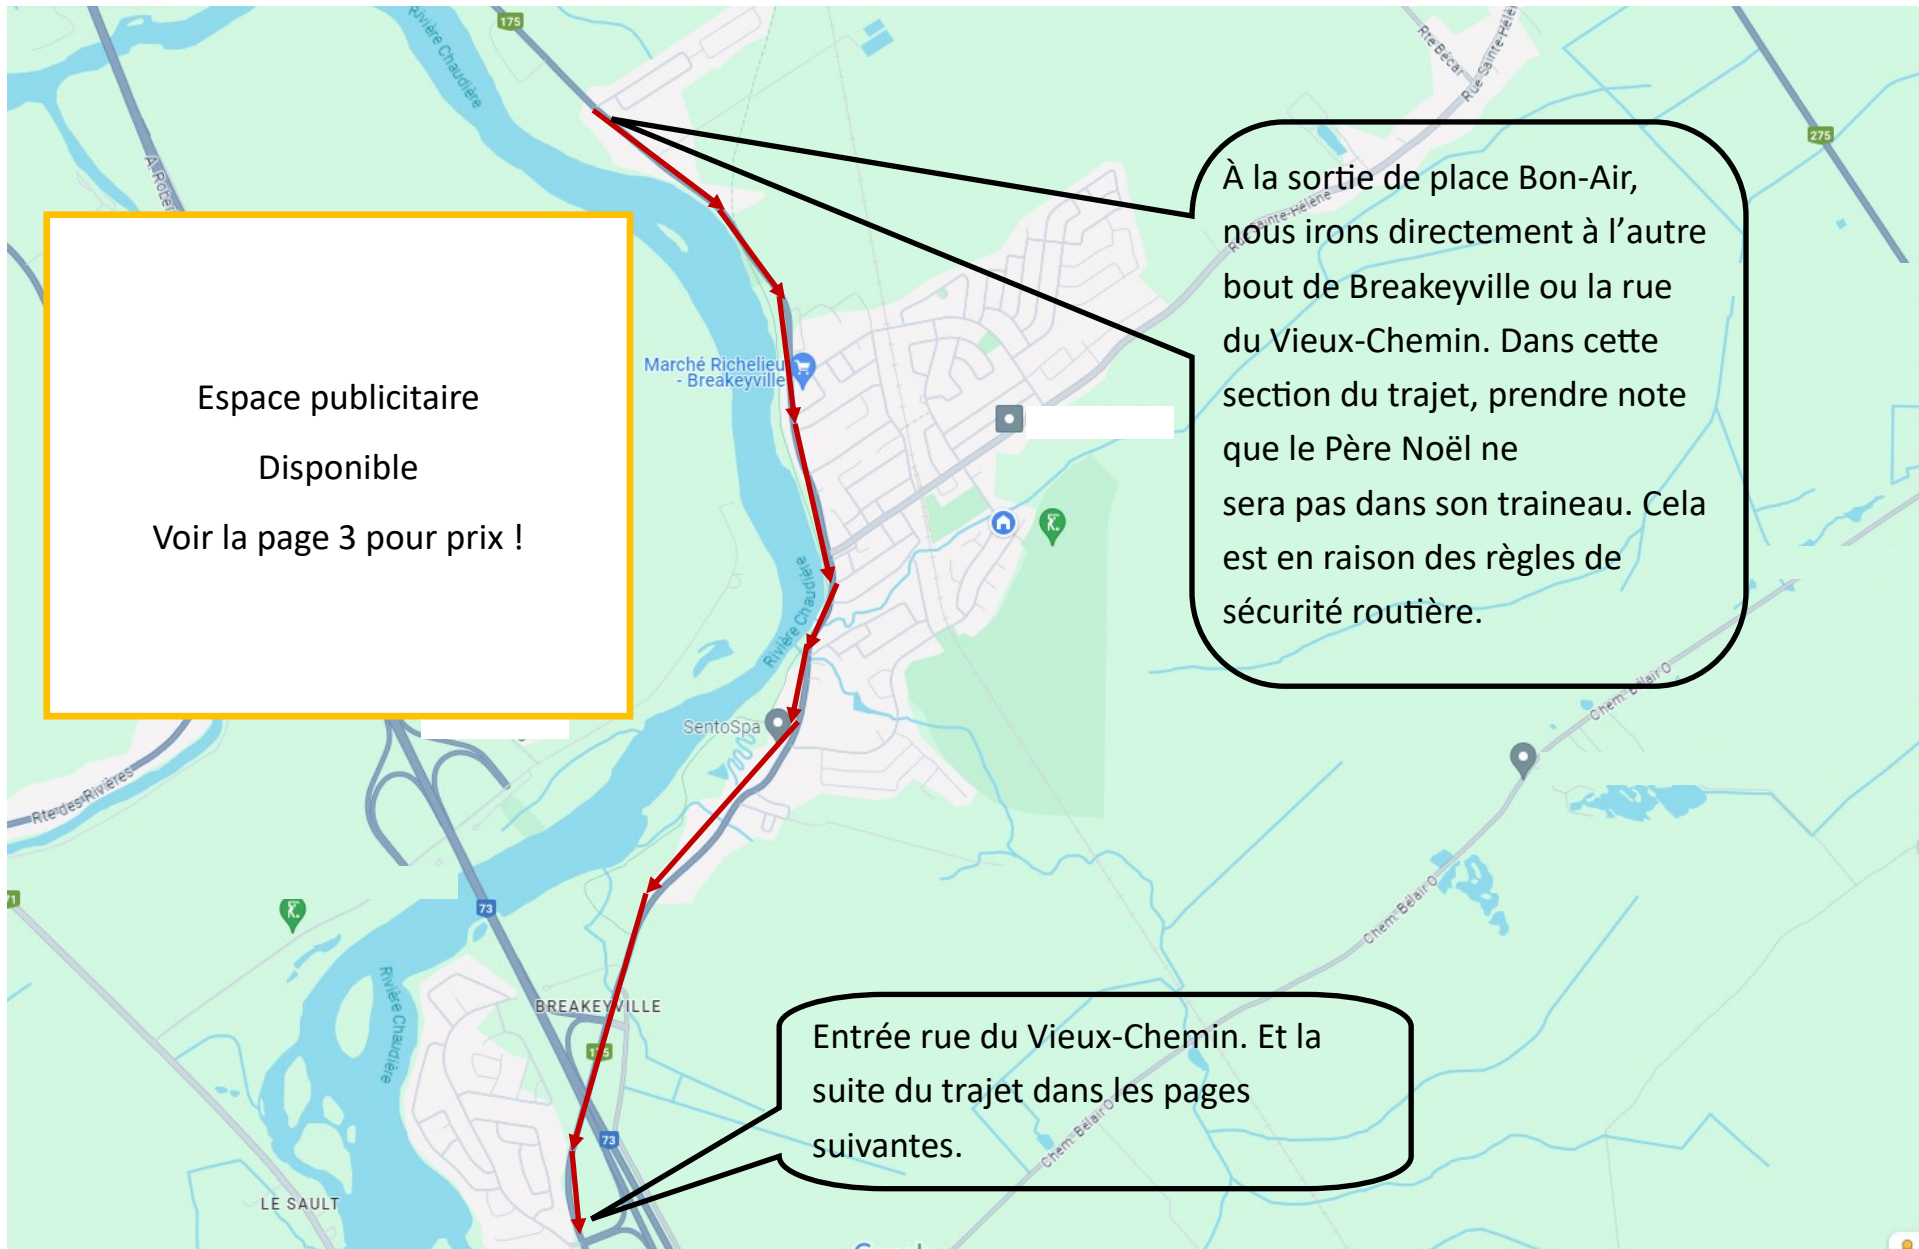 175
Rivière Chaudière
Rte Bécar
Rue Sainte-Hélène
275
À la sortie de place Bon-Air,
nous irons directement à l'autre
bout de Breakeyville ou la rue
du Vieux-Chemin. Dans cette
section du trajet, prendre note
que le Père Noël ne
sera pas dans son traineau. Cela
est en raison des règles de
sécurité routière.
Rue Sainte-Hélène
Espace publicitaire
Disponible
Voir la page 3 pour prix !
Marché Richelieu
- Breakeyville
Rivière Chaudière
SentoSpa
Chem. Bélair O
Rte des Rivières
Chem. Bélair O
73
Rivière Chaudière
BREAKEYVILLE
175
Entrée rue du Vieux-Chemin. Et la
suite du trajet dans les pages
suivantes.
Chem. Bélair O
73
LE SAULT